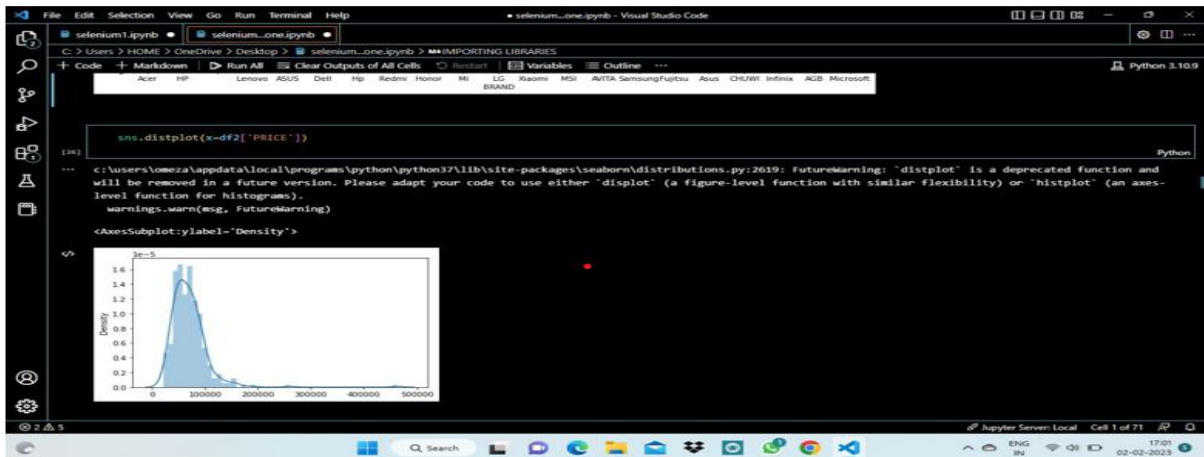 File Edit Selection View Go Run Terminal Help
● selenium...one.ipynb - Visual Studio Code
selenium1.ipynb ● selenium...one.ipynb ●
C: > Users > HOME > OneDrive > Desktop > selenium...one.ipynb > M↓IMPORTING LIBRARIES
+ Code + Markdown ▷ Run All Clear Outputs of All Cells Restart Variables Outline ···
Python 3.10.9
Acer HP Lenovo ASUS Dell Hp Redmi Honor Mi LG Xiaomi MSI AVITA Samsung Fujitsu Asus CHUWI Infinix AGB Microsoft
BRAND
sns.distplot(x=df2['PRICE'])
[26]
Python
c:\users\omeza\appdata\local\programs\python\python37\lib\site-packages\seaborn\distributions.py:2619: FutureWarning: `distplot` is a deprecated function and
will be removed in a future version. Please adapt your code to use either `displot` (a figure-level function with similar flexibility) or `histplot` (an axes-
level function for histograms).
warnings.warn(msg, FutureWarning)
<AxesSubplot:ylabel='Density'>
1e-5
1.6
1.4
1.2
1.0
0.8
0.6
0.4
0.2
0.0
Density
0 100000 200000 300000 400000 500000
2 5
Jupyter Server: Local Cell 1 of 71
Search
ENG
IN
17:01
02-02-2023